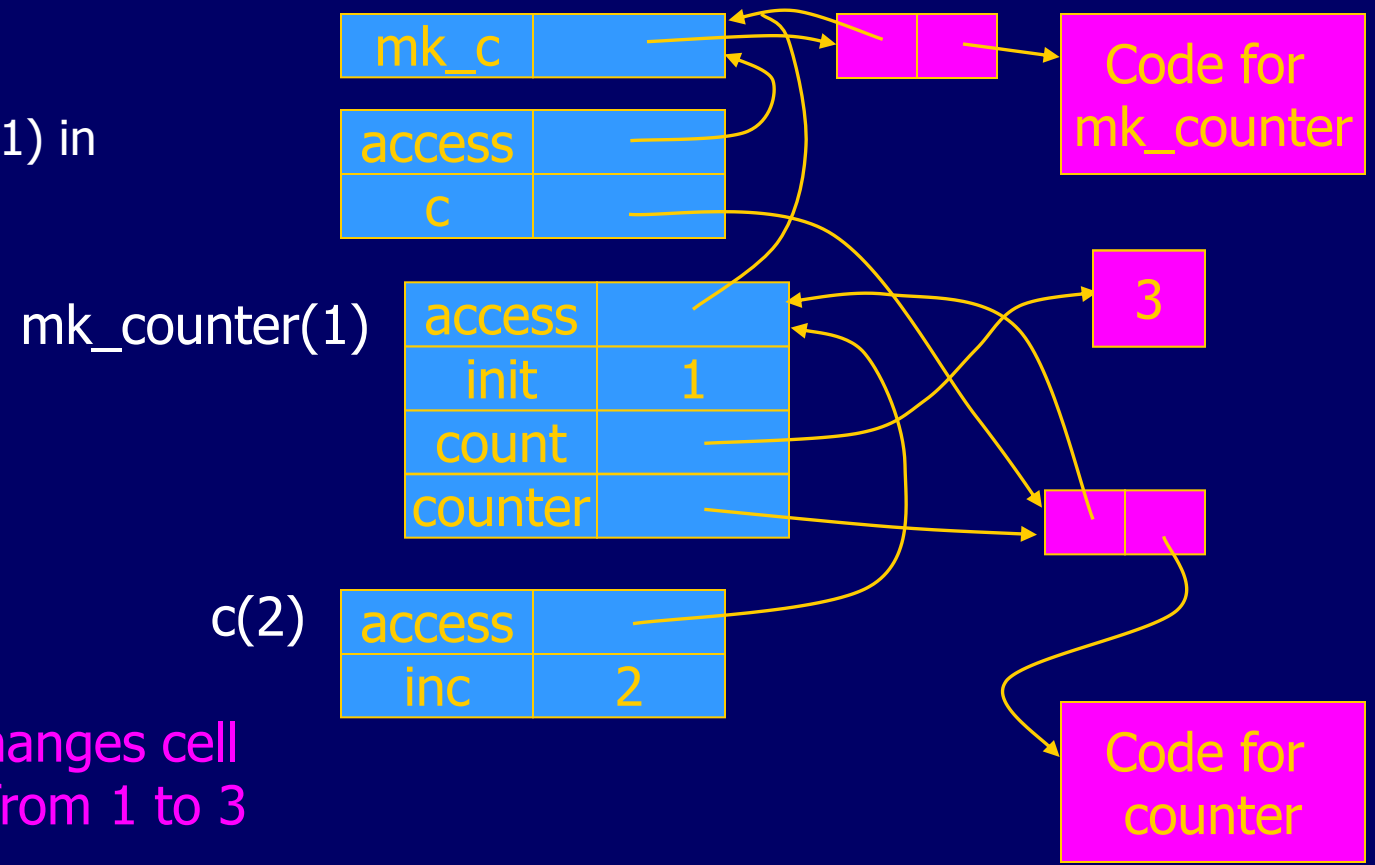 mk_c
Code for
mk_counter
1) in
access
c
mk_counter(1)
access
init 1
count
counter
3
c(2)
access
inc 2
hanges cell
from 1 to 3
Code for
counter